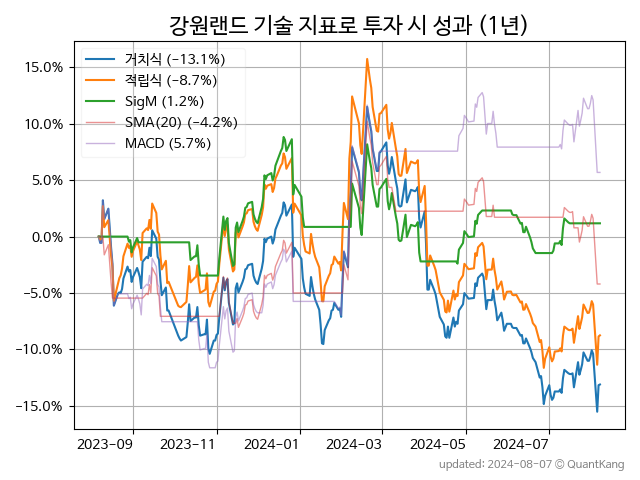 강원랜드 기술 지표로 투자 시 성과 (1년)
거치식 (−13.1%)
적립식 (−8.7%)
SigM (1.2%)
SMA(20) (−4.2%)
MACD (5.7%)
15.0%
10.0%
5.0%
0.0%
−5.0%
−10.0%
−15.0%
2023-09 2023-11 2024-01 2024-03 2024-05 2024-07
updated: 2024-08-07 © QuantKang